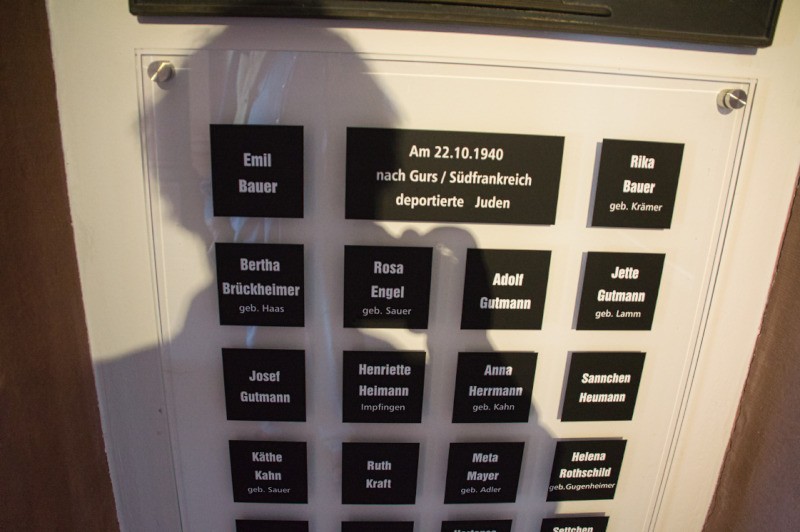 Emil
Bauer
Am 22.10.1940
nach Gurs / Südfrankreich
deportierte Juden
Rika
Bauer
geb. Krämer
Bertha
Brückheimer
geb. Haas
Rosa
Engel
geb. Sauer
Adolf
Gutmann
Jette
Gutmann
geb. Lamm
Josef
Gutmann
Henriette
Heimann
Impfingen
Anna
Herrmann
geb. Kahn
Sannchen
Heumann
Käthe
Kahn
geb. Sauer
Ruth
Kraft
Meta
Mayer
geb. Adler
Helena
Rothschild
geb.Gugenheimer
Settchen